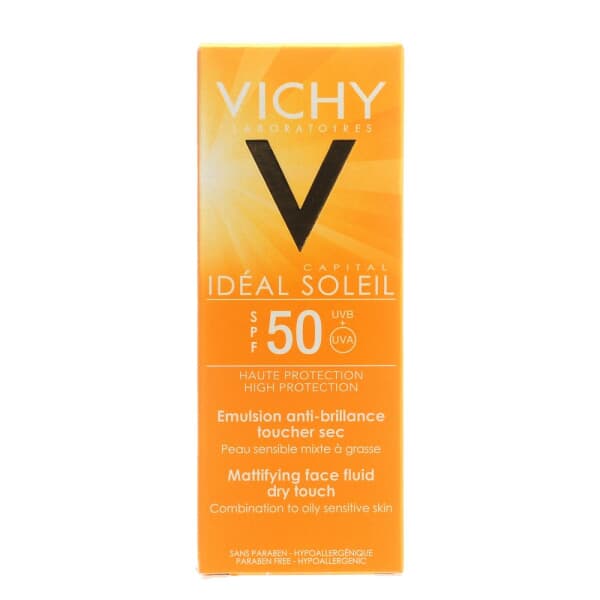 VICHY
LABORATOIRES
V
CAPITAL
IDÉAL SOLEIL
SPF 50 UVB + UVA
HAUTE PROTECTION
HIGH PROTECTION
Emulsion anti-brillance
toucher sec
Peau sensible mixte à grasse
Mattifying face fluid
dry touch
Combination to oily sensitive skin
SANS PARABEN - HYPOALLERGÉNIQUE
PARABEN FREE - HYPOALLERGENIC